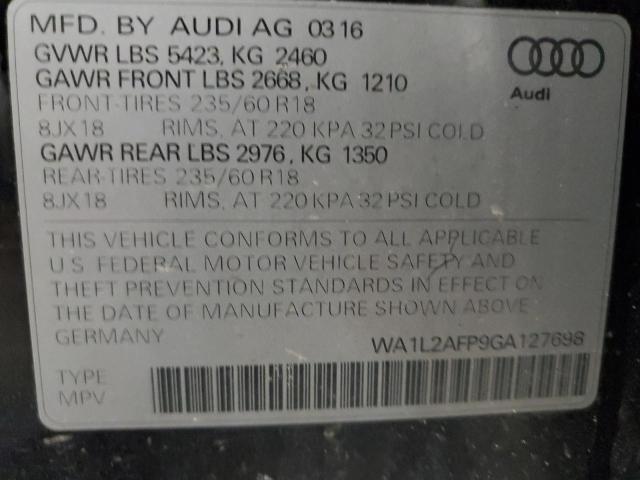 MFD. BY AUDI AG 03 16
GVWR LBS 5423, KG 2460
GAWR FRONT LBS 2668, KG 1210
FRONT-TIRES 235/60 R18
8JX18 RIMS, AT 220 KPA 32 PSI COLD
GAWR REAR LBS 2976, KG 1350
REAR-TIRES 235/60 R18
8JX18 RIMS, AT 220 KPA 32 PSI COLD
Audi
THIS VEHICLE CONFORMS TO ALL APPLICABLE
U.S. FEDERAL MOTOR VEHICLE SAFETY AND
THEFT PREVENTION STANDARDS IN EFFECT ON
THE DATE OF MANUFACTURE SHOWN ABOVE.
GERMANY WA1L2AFP9GA127698
TYPE
MPV